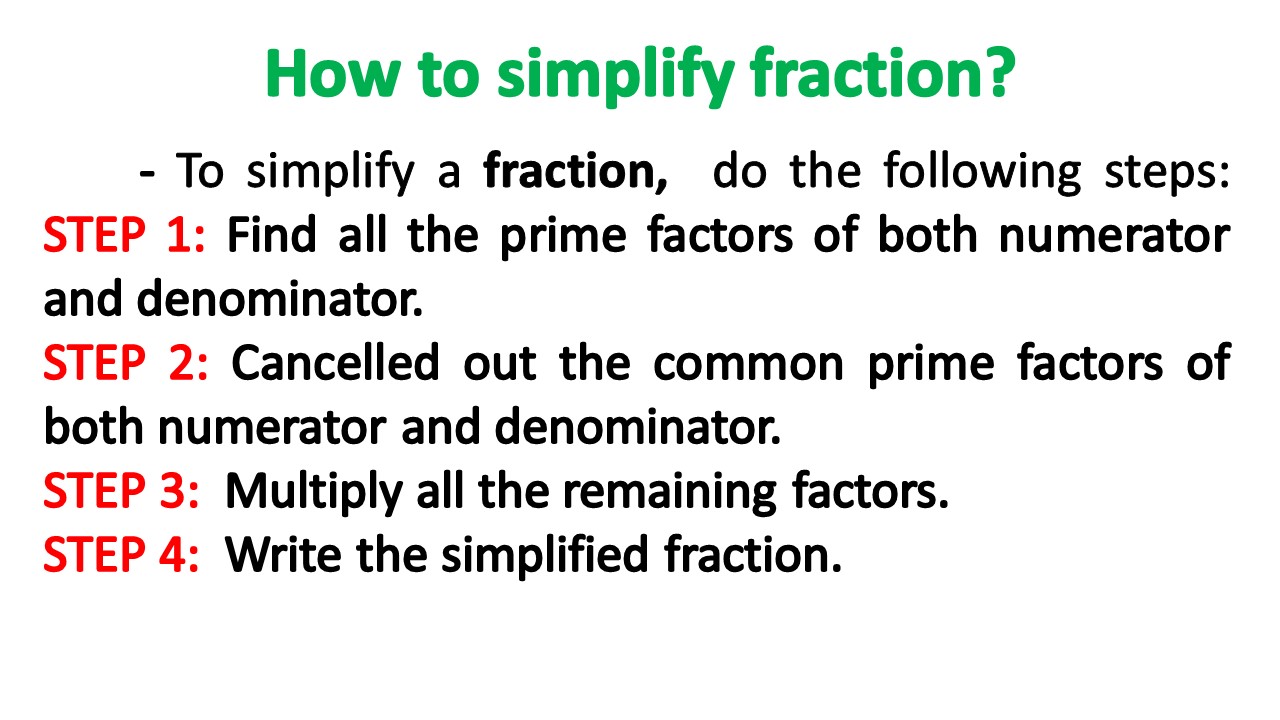 How to simplify fraction?
- To simplify a fraction, do the following steps:
STEP 1: Find all the prime factors of both numerator
and denominator.
STEP 2: Cancelled out the common prime factors of
both numerator and denominator.
STEP 3: Multiply all the remaining factors.
STEP 4: Write the simplified fraction.